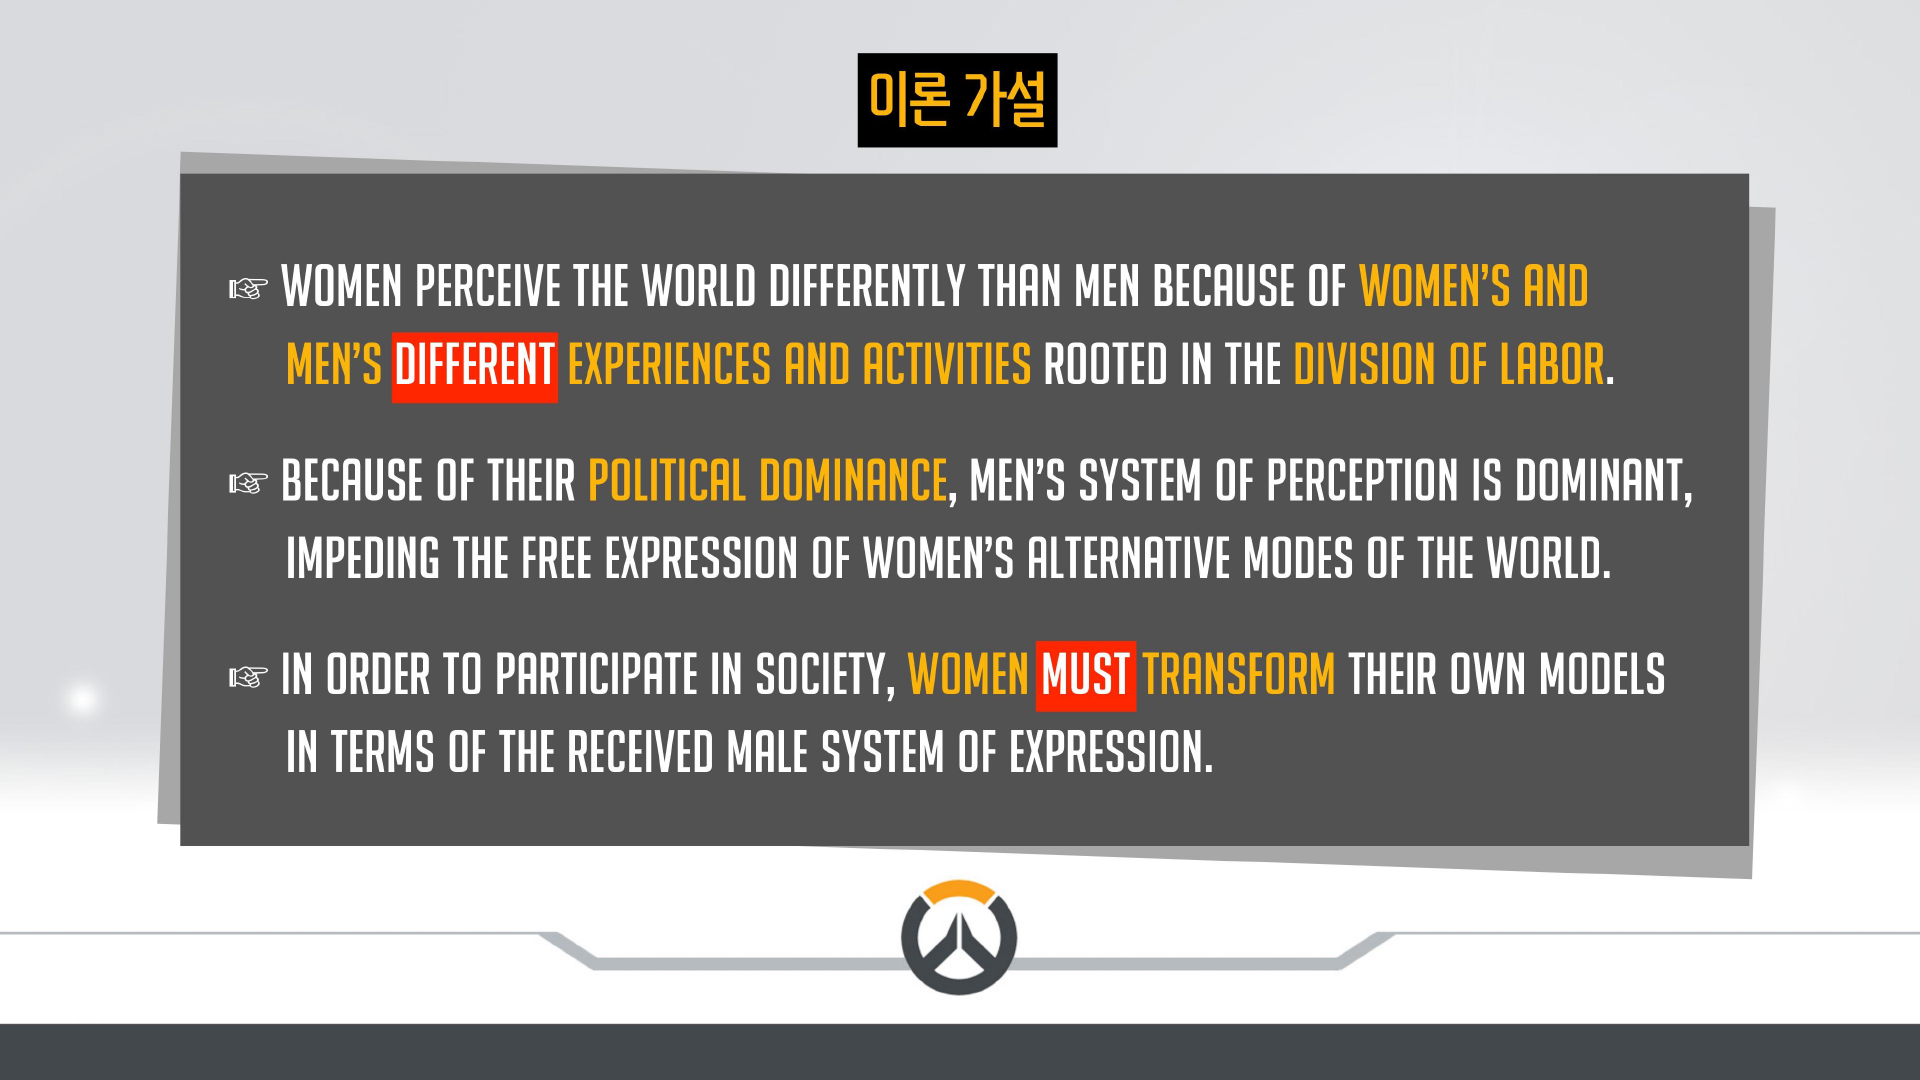 이론 가설
☞ WOMEN PERCEIVE THE WORLD DIFFERENTLY THAN MEN BECAUSE OF WOMEN'S AND
MEN'S DIFFERENT EXPERIENCES AND ACTIVITIES ROOTED IN THE DIVISION OF LABOR.
☞ BECAUSE OF THEIR POLITICAL DOMINANCE, MEN'S SYSTEM OF PERCEPTION IS DOMINANT,
IMPEDING THE FREE EXPRESSION OF WOMEN'S ALTERNATIVE MODES OF THE WORLD.
☞ IN ORDER TO PARTICIPATE IN SOCIETY, WOMEN MUST TRANSFORM THEIR OWN MODELS
IN TERMS OF THE RECEIVED MALE SYSTEM OF EXPRESSION.